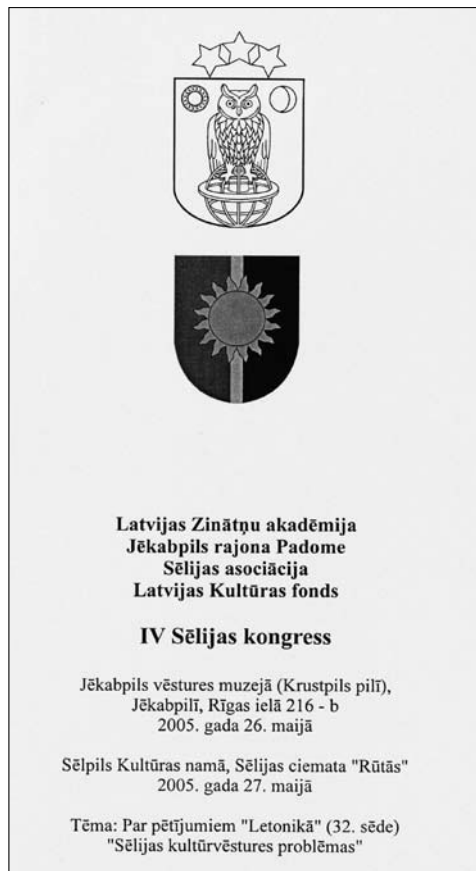 Latvijas Zinātņu akadēmija
Jēkabpils rajona Padome
Sēlijas asociācija
Latvijas Kultūras fonds
IV Sēlijas kongress
Jēkabpils vēstures muzejā (Krustpils pilī),
Jēkabpilī, Rīgas ielā 216 - b
2005. gada 26. maijā
Sēlpils Kultūras namā, Sēlijas ciemata "Rūtās"
2005. gada 27. maijā
Tēma: Par pētījumiem "Letonikā" (32. sēde)
"Sēlijas kultūrvēstures problēmas"